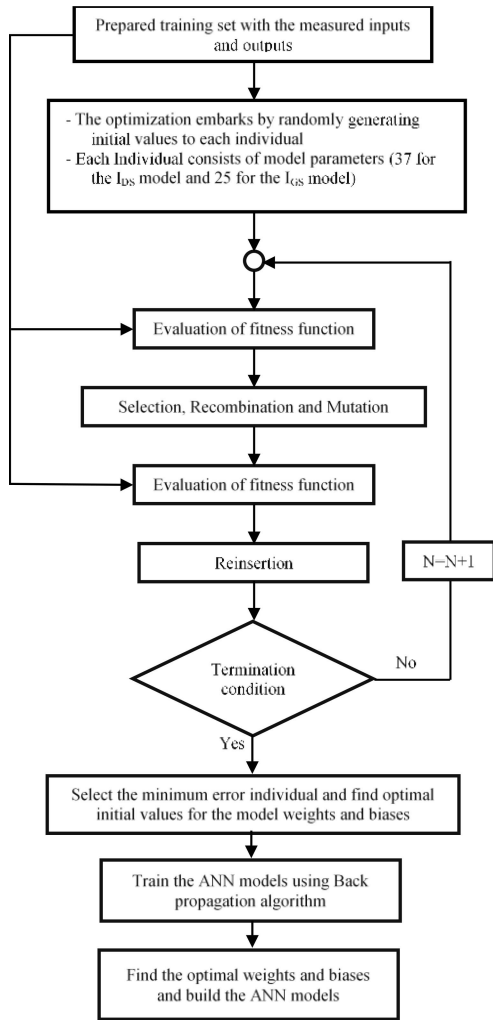 Prepared training set with the measured inputs
and outputs
- The optimization embarks by randomly generating
initial values to each individual
- Each Individual consists of model parameters (37 for
the I_DS model and 25 for the I_GS model)
Evaluation of fitness function
Selection, Recombination and Mutation
Evaluation of fitness function
Reinsertion
N=N+1
Termination
condition
No
Yes
Select the minimum error individual and find optimal
initial values for the model weights and biases
Train the ANN models using Back
propagation algorithm
Find the optimal weights and biases
and build the ANN models